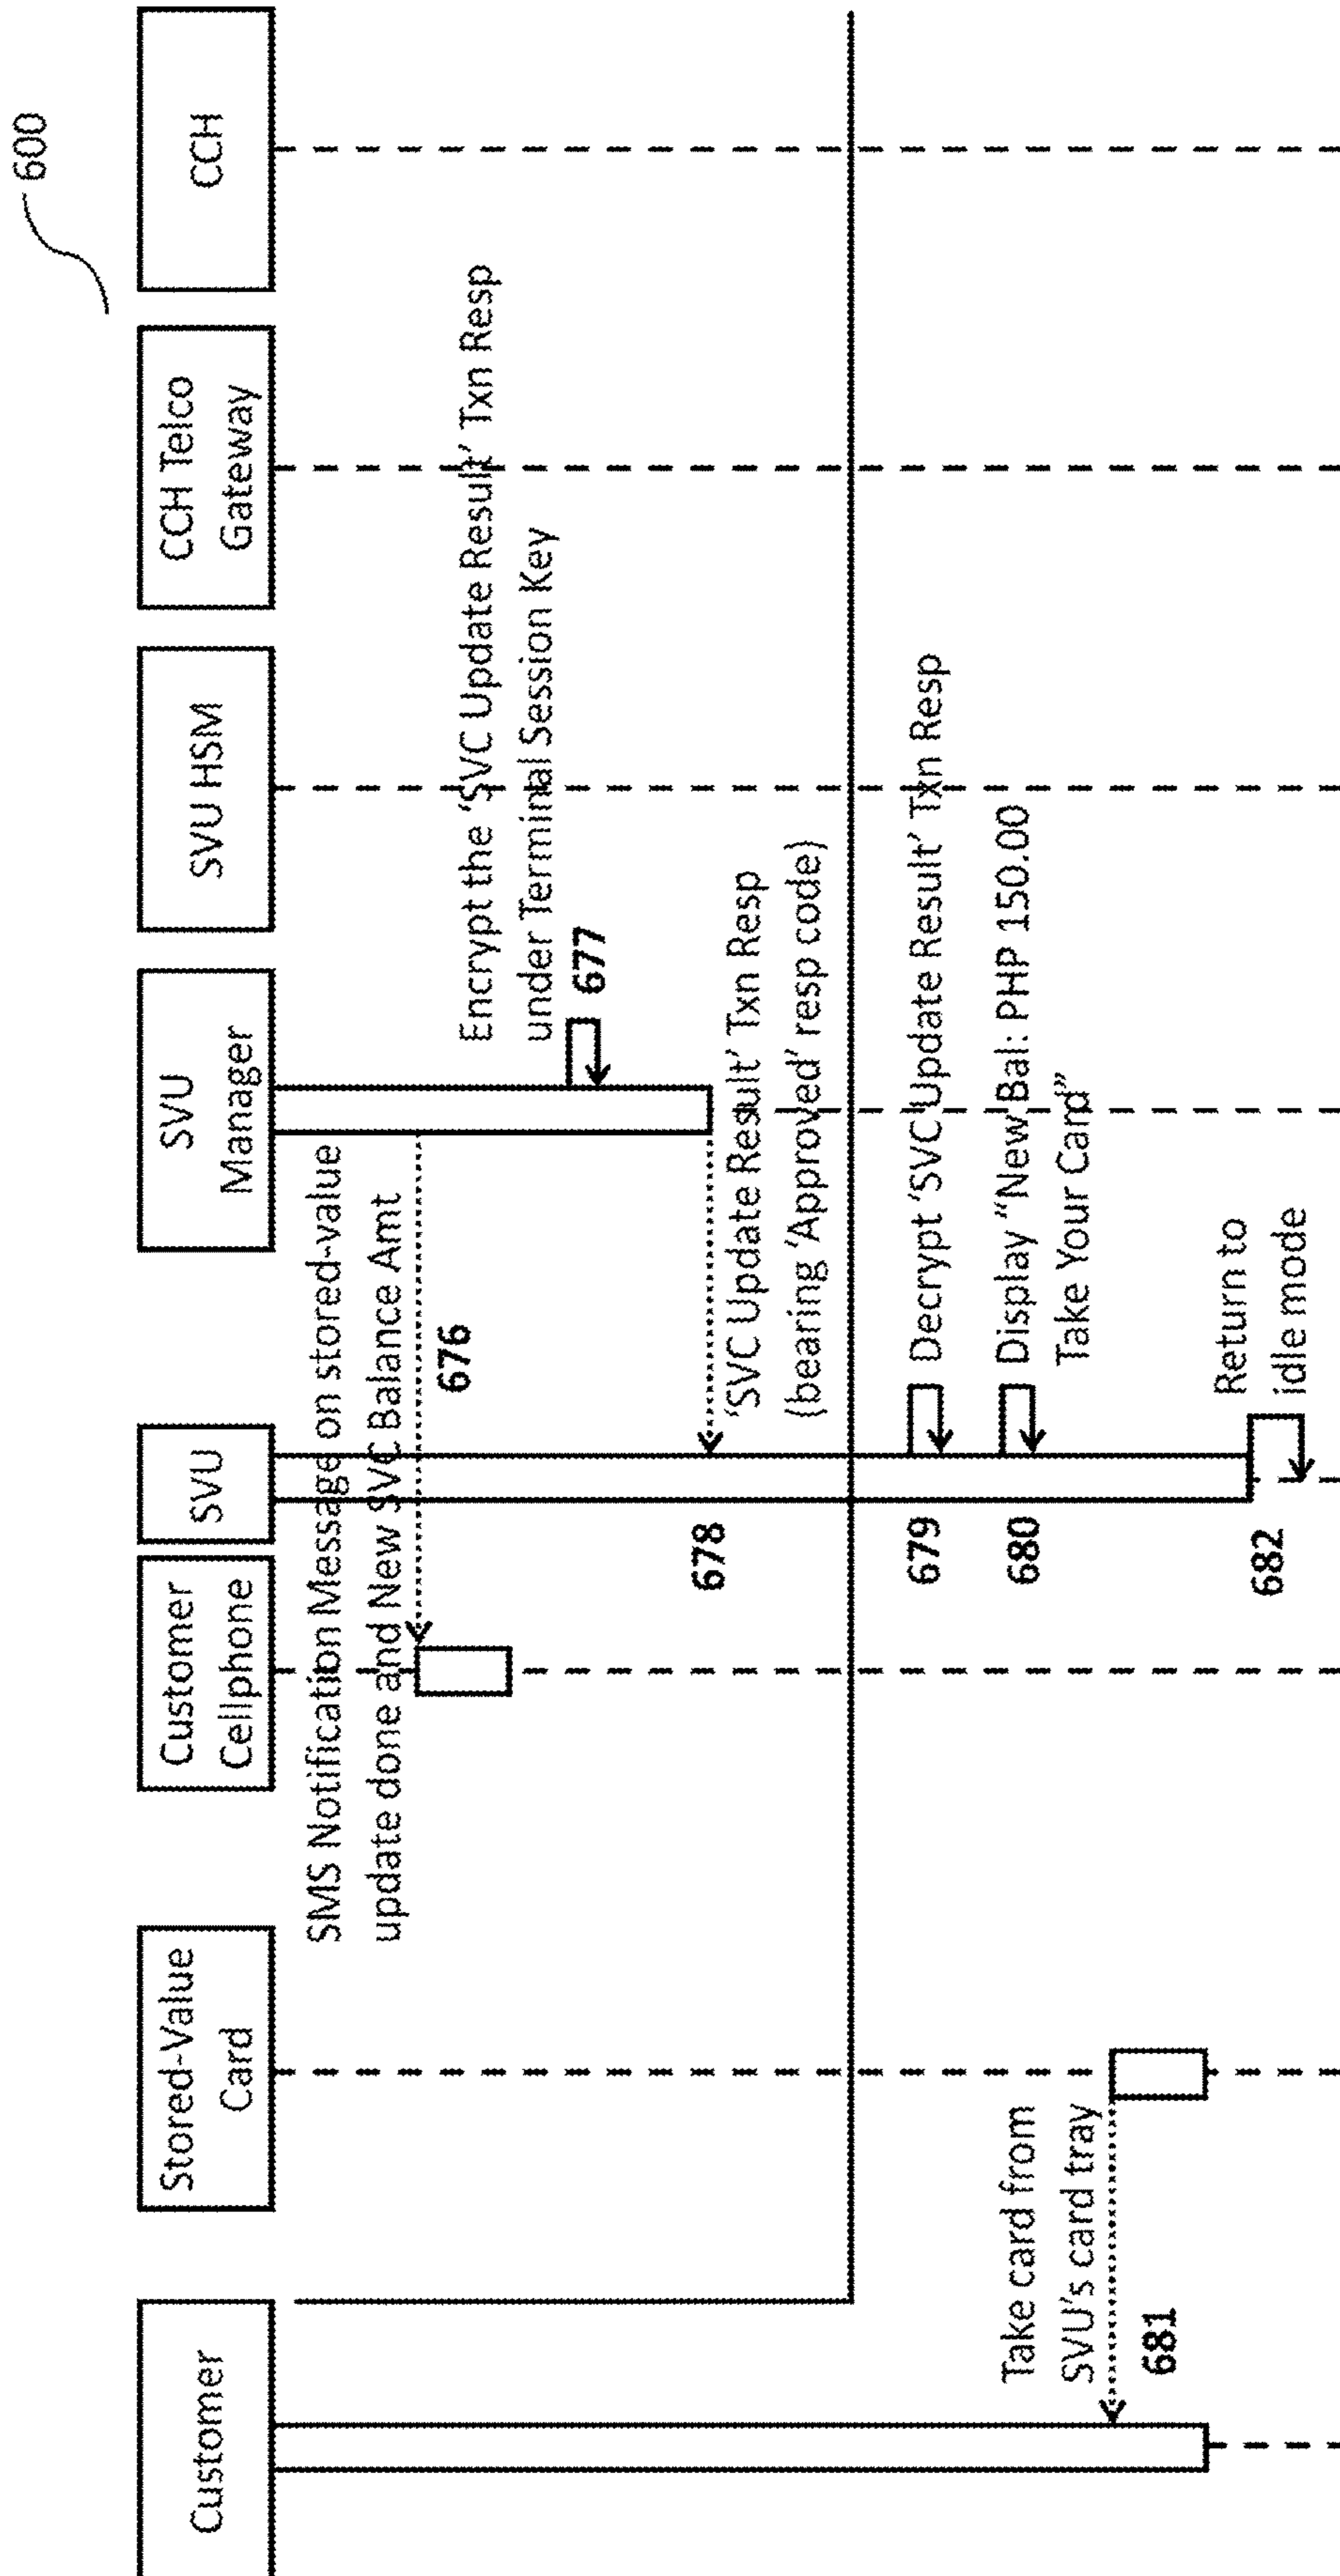 600
Customer
Stored-Value
Card
Customer
Cellphone
SVU
SVU
Manager
SVU HSM
CCH Telco
Gateway
CCH
SMS Notification Message on stored-value
update done and New SVC Balance Amt
676
Encrypt the ‘SVC Update Result’ Txn Resp
under Terminal Session Key
677
678
‘SVC Update Result’ Txn Resp
(bearing ‘Approved’ resp code)
679
Decrypt ‘SVC Update Result’ Txn Resp
680
Display “New Bal: PHP 150.00
Take Your Card”
Take card from
SVU’s card tray
681
682
Return to
idle mode